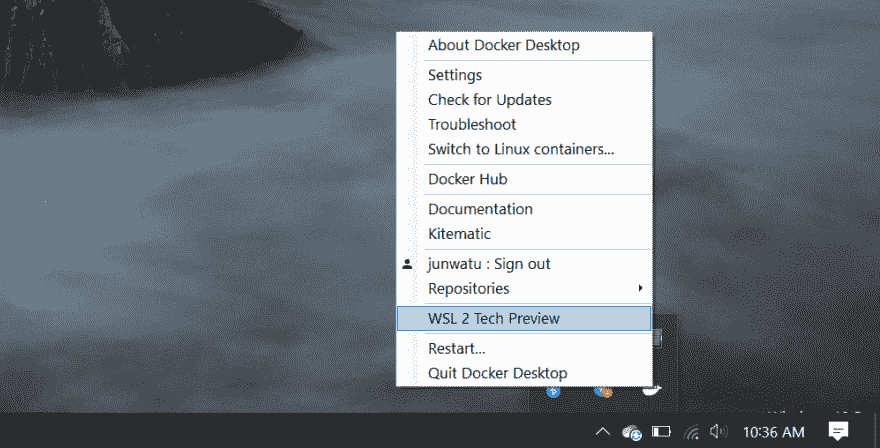 About Docker Desktop
Settings
Check for Updates
Troubleshoot
Switch to Linux containers...
Docker Hub
Documentation
Kitematic
junwatu : Sign out
Repositories
WSL 2 Tech Preview
Restart...
Quit Docker Desktop
10:36 AM